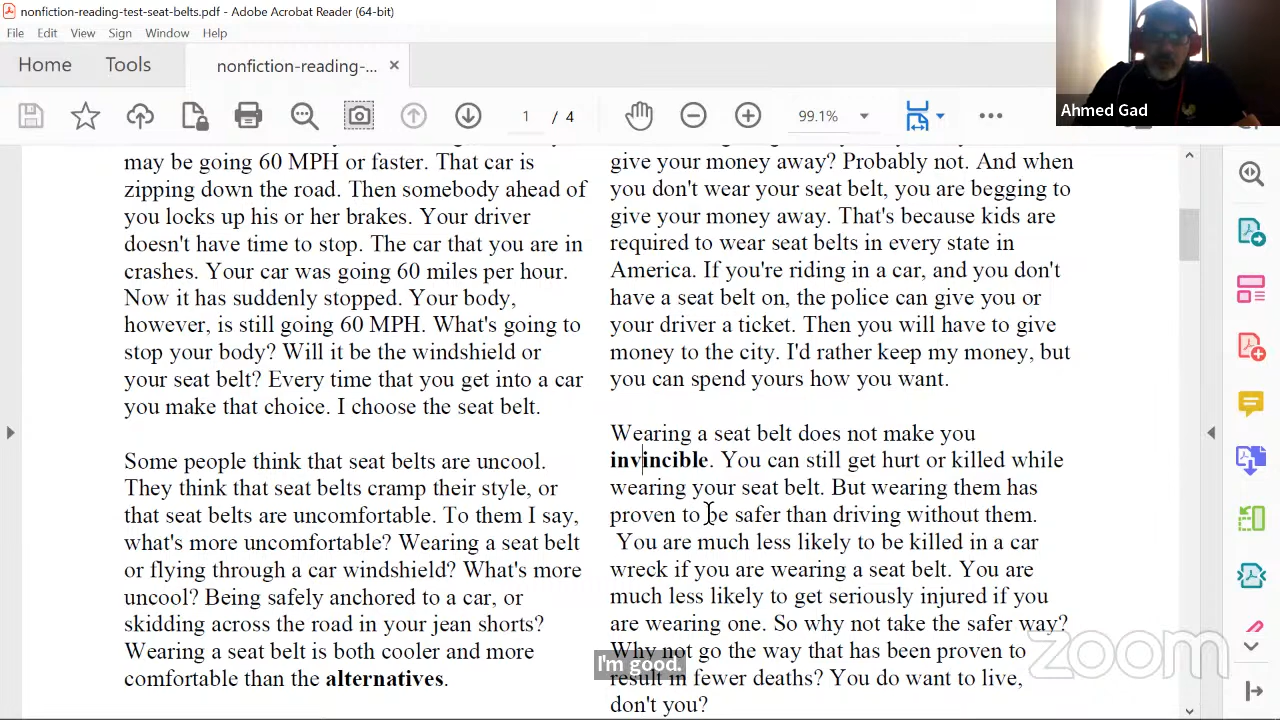 nonfiction-reading-test-seat-belts.pdf - Adobe Acrobat Reader (64-bit)
File Edit View Sign Window Help
Home Tools nonfiction-reading-... ×
1 / 4 99.1%
Ahmed Gad
may be going 60 MPH or faster. That car is
zipping down the road. Then somebody ahead of
you locks up his or her brakes. Your driver
doesn't have time to stop. The car that you are in
crashes. Your car was going 60 miles per hour.
Now it has suddenly stopped. Your body,
however, is still going 60 MPH. What's going to
stop your body? Will it be the windshield or
your seat belt? Every time that you get into a car
you make that choice. I choose the seat belt.
Some people think that seat belts are uncool.
They think that seat belts cramp their style, or
that seat belts are uncomfortable. To them I say,
what's more uncomfortable? Wearing a seat belt
or flying through a car windshield? What's more
uncool? Being safely anchored to a car, or
skidding across the road in your jean shorts?
Wearing a seat belt is both cooler and more
comfortable than the alternatives.
give your money away? Probably not. And when
you don't wear your seat belt, you are begging to
give your money away. That's because kids are
required to wear seat belts in every state in
America. If you're riding in a car, and you don't
have a seat belt on, the police can give you or
your driver a ticket. Then you will have to give
money to the city. I'd rather keep my money, but
you can spend yours how you want.
Wearing a seat belt does not make you
invincible. You can still get hurt or killed while
wearing your seat belt. But wearing them has
proven to be safer than driving without them.
You are much less likely to be killed in a car
wreck if you are wearing a seat belt. You are
much less likely to get seriously injured if you
are wearing one. So why not take the safer way?
Why not go the way that has been proven to
result in fewer deaths? You do want to live,
don't you?
I'm good.
zoom